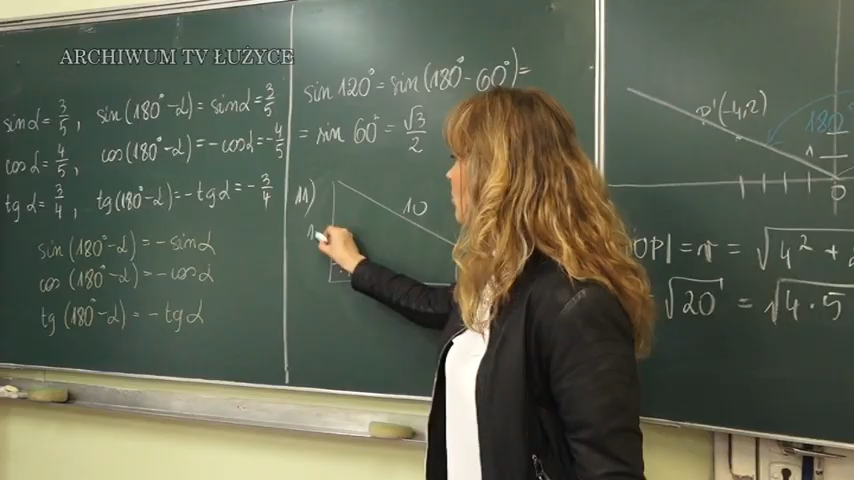 ARCHIWUM TV ŁUŻYCE
sin α = 3/5 , sin (180° - α) = sin α = 3/5
cos α = 4/5 , cos (180° - α) = - cos α = - 4/5
tg α = 3/4 , tg (180° - α) = - tg α = - 3/4
sin (180° - α) = - sin α
cos (180° - α) = - cos α
tg (180° - α) = - tg α
sin 120° = sin (180° - 60°) =
= sin 60° = √3/2
11)
10
P'(-4,2)
180°
1
0
|OP| = r = √4² + 2
√20 = √4 · 5